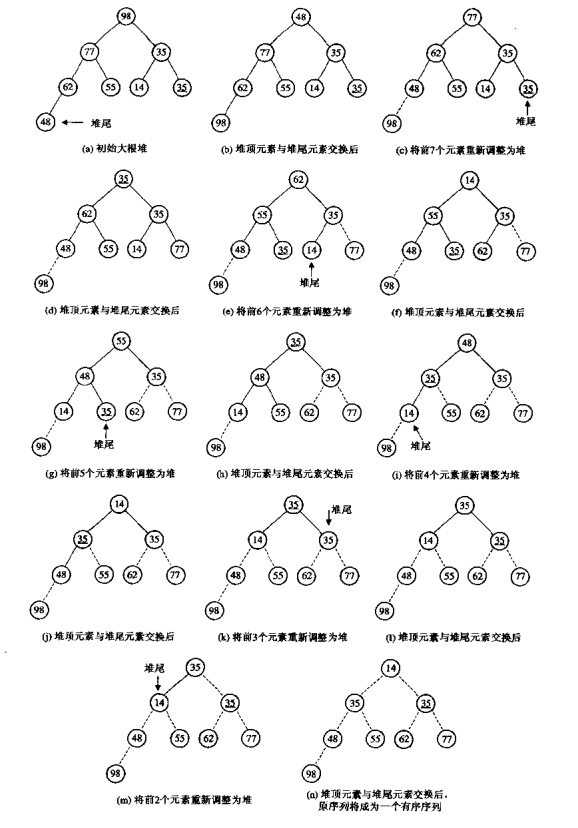 98
77 35
62 55 14 35
48 ← 堆尾
(a) 初始大根堆
48
77 35
62 55 14 35
(b) 堆顶元素与堆尾元素交换后
98
77
62 35
48 55 14 35
98 堆尾
(c) 将前7个元素重新调整为堆
35
62 35
48 55 14 77
98
(d) 堆顶元素与堆尾元素交换后
62
55 35
48 35 14 77
98 堆尾
(e) 将前6个元素重新调整为堆
14
55 35
48 35 62 77
98
(f) 堆顶元素与堆尾元素交换后
55
48 35
14 35 62 77
98 堆尾
(g) 将前5个元素重新调整为堆
35
48 35
14 55 62 77
98
(h) 堆顶元素与堆尾元素交换后
48
35 35
14 55 62 77
98 堆尾
(i) 将前4个元素重新调整为堆
14
35 35
48 55 62 77
98
(j) 堆顶元素与堆尾元素交换后
35 堆尾
14 35
48 55 62 77
98
(k) 将前3个元素重新调整为堆
35
14 35
48 55 62 77
98
(l) 堆顶元素与堆尾元素交换后
堆尾 35
14 35
48 55 62 77
98
(m) 将前2个元素重新调整为堆
14
35 35
48 55 62 77
98
(n) 堆顶元素与堆尾元素交换后，
原序列将成为一个有序序列